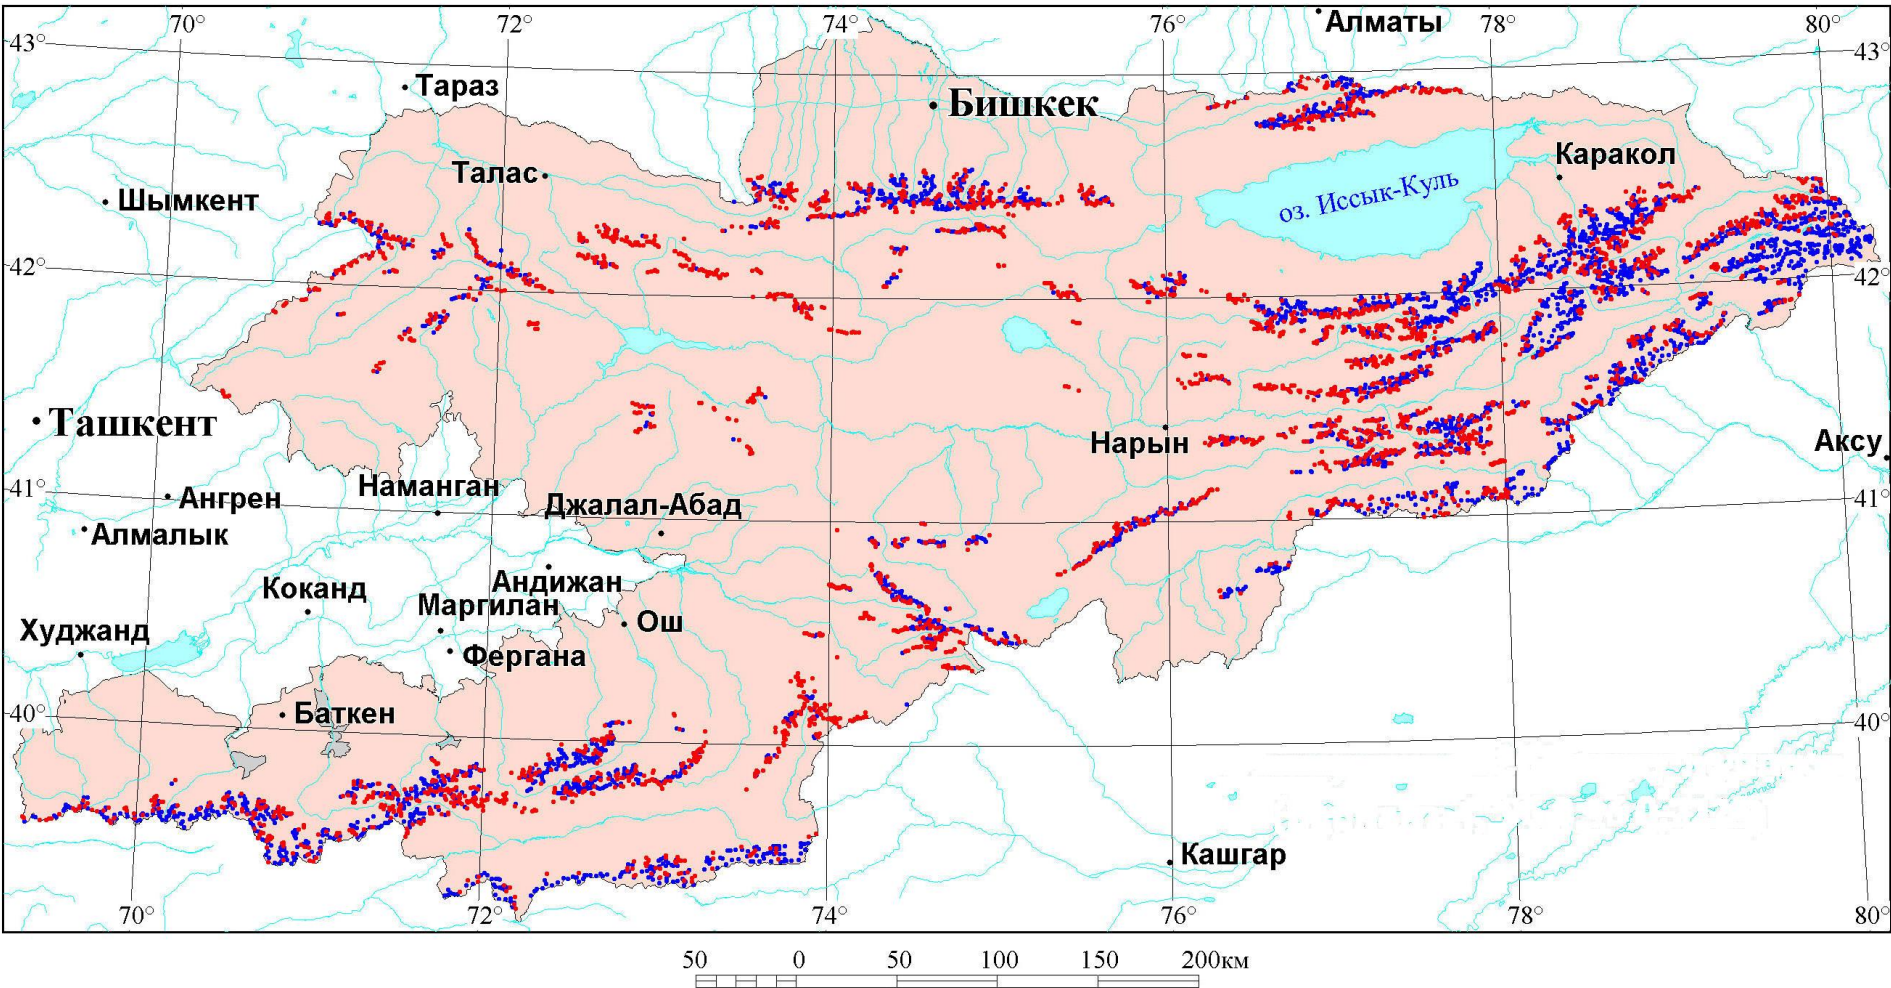 70°
72°
74°
76°
78°
80°
Алматы
43°
43°
Тараз
Бишкек
Каракол
Талас
Шымкент
оз. Иссык-Куль
42°
42°
Ташкент
Нарын
Аксу
41°
Ангрен
Наманган
Джалал-Абад
41°
Алмалык
Андижан
Коканд
Маргилан
Худжанд
Ош
Фергана
40°
Баткен
40°
Кашгар
70°
72°
74°
76°
78°
80°
50 0 50 100 150 200км